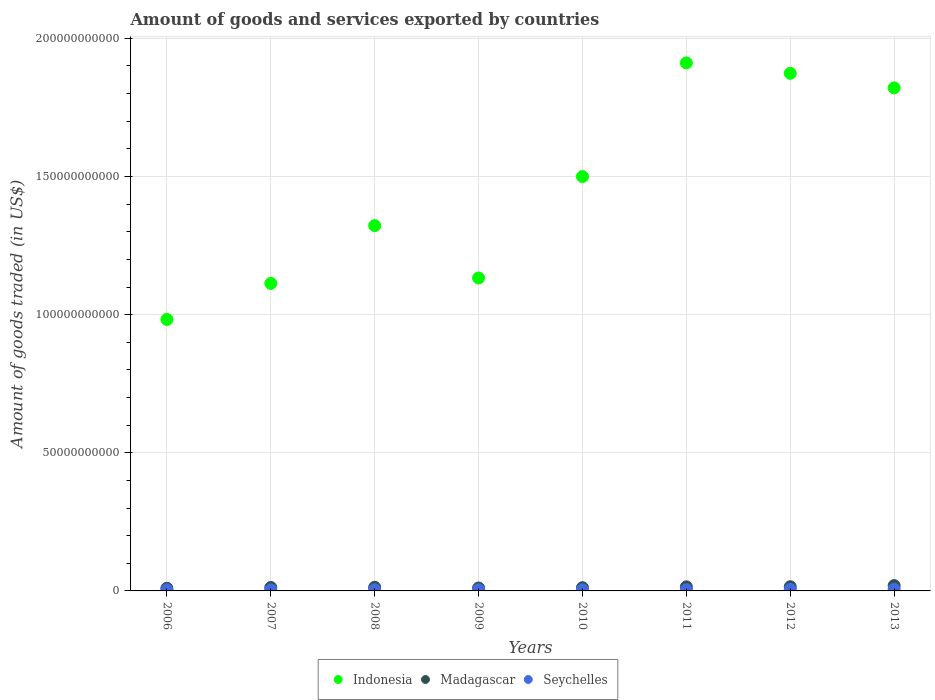 Amount of goods and services exported by countries
200000000000
150000000000
100000000000
50000000000
0
Amount of goods traded (in US$)
2006
2007
2008
2009
2010
2011
2012
2013
Years
Indonesia
Madagascar
Seychelles